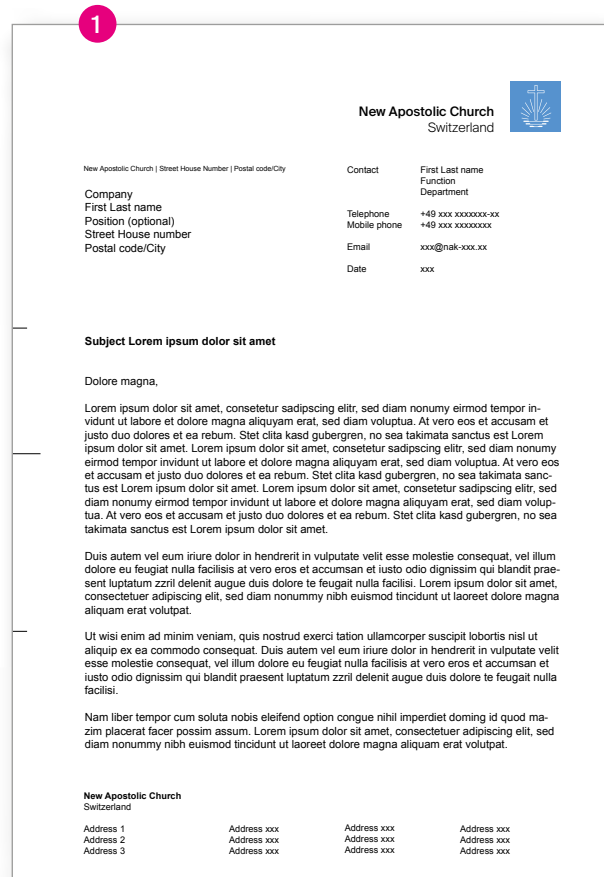 1
New Apostolic Church
Switzerland
New Apostolic Church | Street House Number | Postal code/City
Company
First Last name
Position (optional)
Street House number
Postal code/City
Contact First Last name
Function
Department
Telephone +49 xxx xxxxxxx-xx
Mobile phone +49 xxx xxxxxxxx
Email xxx@nak-xxx.xx
Date xxx
Subject Lorem ipsum dolor sit amet
Dolore magna,
Lorem ipsum dolor sit amet, consetetur sadipscing elitr, sed diam nonumy eirmod tempor in-
vidunt ut labore et dolore magna aliquyam erat, sed diam voluptua. At vero eos et accusam et
justo duo dolores et ea rebum. Stet clita kasd gubergren, no sea takimata sanctus est Lorem
ipsum dolor sit amet. Lorem ipsum dolor sit amet, consetetur sadipscing elitr, sed diam nonumy
eirmod tempor invidunt ut labore et dolore magna aliquyam erat, sed diam voluptua. At vero eos
et accusam et justo duo dolores et ea rebum. Stet clita kasd gubergren, no sea takimata sanc-
tus est Lorem ipsum dolor sit amet. Lorem ipsum dolor sit amet, consetetur sadipscing elitr, sed
diam nonumy eirmod tempor invidunt ut labore et dolore magna aliquyam erat, sed diam volup-
tua. At vero eos et accusam et justo duo dolores et ea rebum. Stet clita kasd gubergren, no sea
takimata sanctus est Lorem ipsum dolor sit amet.
Duis autem vel eum iriure dolor in hendrerit in vulputate velit esse molestie consequat, vel illum
dolore eu feugiat nulla facilisis at vero eros et accumsan et iusto odio dignissim qui blandit prae-
sent luptatum zzril delenit augue duis dolore te feugait nulla facilisi. Lorem ipsum dolor sit amet,
consectetuer adipiscing elit, sed diam nonummy nibh euismod tincidunt ut laoreet dolore magna
aliquam erat volutpat.
Ut wisi enim ad minim veniam, quis nostrud exerci tation ullamcorper suscipit lobortis nisl ut
aliquip ex ea commodo consequat. Duis autem vel eum iriure dolor in hendrerit in vulputate velit
esse molestie consequat, vel illum dolore eu feugiat nulla facilisis at vero eros et accumsan et
iusto odio dignissim qui blandit praesent luptatum zzril delenit augue duis dolore te feugait nulla
facilisi.
Nam liber tempor cum soluta nobis eleifend option congue nihil imperdiet doming id quod ma-
zim placerat facer possim assum. Lorem ipsum dolor sit amet, consectetuer adipiscing elit, sed
diam nonummy nibh euismod tincidunt ut laoreet dolore magna aliquam erat volutpat.
New Apostolic Church
Switzerland
Address 1 Address xxx Address xxx Address xxx
Address 2 Address xxx Address xxx Address xxx
Address 3 Address xxx Address xxx Address xxx